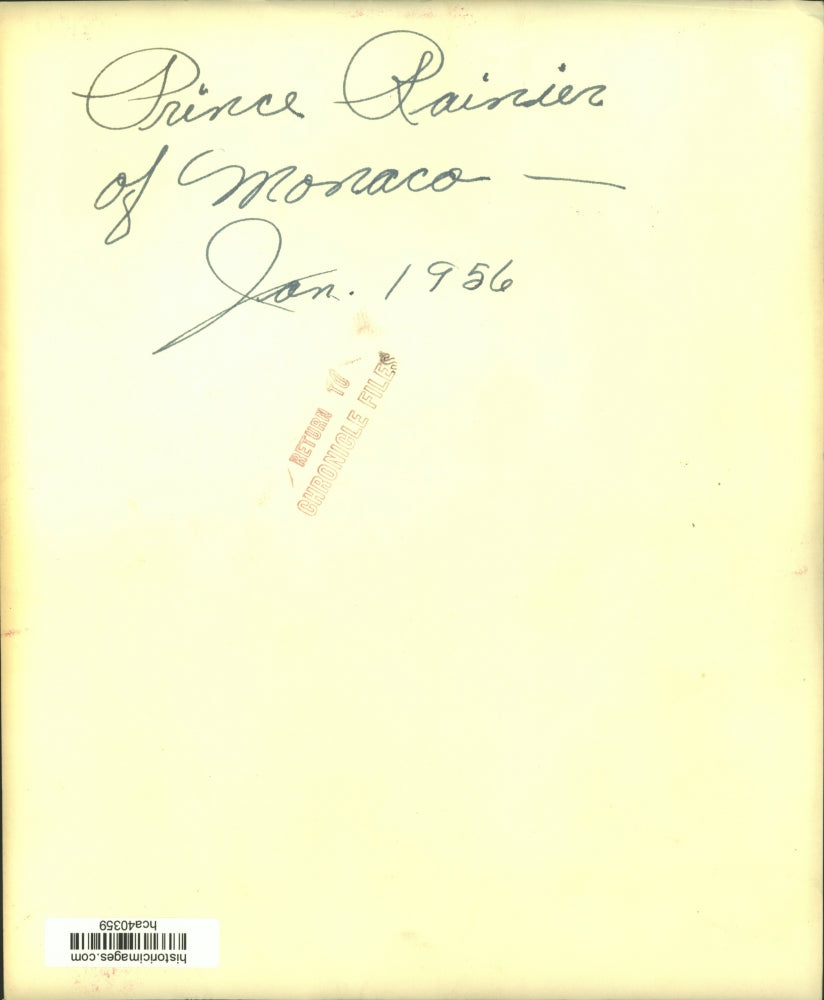 Prince Rainier
of Monaco —
Jan. 1956
RETURN TO
CHRONICLE FILES
historicimages.com
hca40359